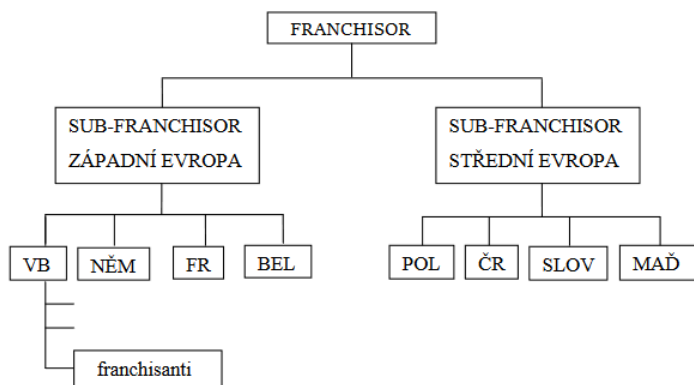 FRANCHISOR
SUB-FRANCHISOR
ZÁPADNÍ EVROPA
SUB-FRANCHISOR
STŘEDNÍ EVROPA
VB
NĚM
FR
BEL
POL
ČR
SLOV
MAĎ
franchisanti